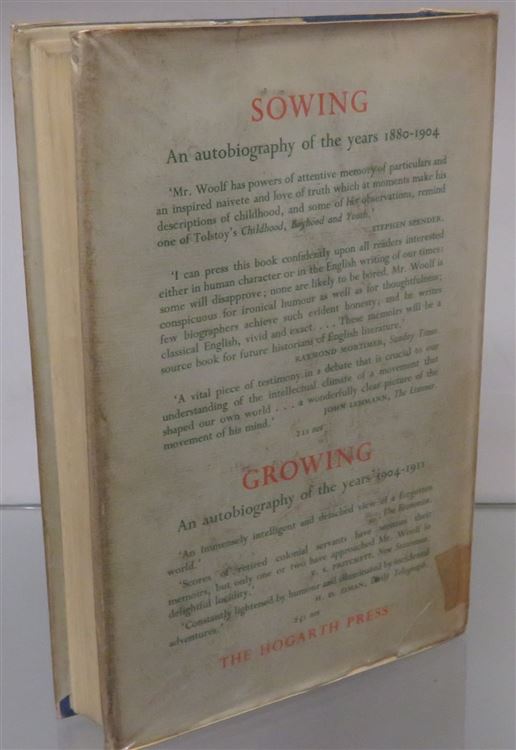 SOWING
An autobiography of the years 1880-1904
'Mr. Woolf has powers of attentive memory of particulars and
an inspired naivete and love of truth which at moments make his
descriptions of childhood, and some of his observations, remind
one of Tolstoy's Childhood, Boyhood and Youth.'
STEPHEN SPENDER.
'I can press this book confidently upon all readers interested
either in human character or in the English writing of our times:
some will disapprove; none are likely to be bored. Mr. Woolf is
conspicuous for ironical humour as well as for thoughtfulness;
few biographers achieve such evident honesty; and he writes
classical English, vivid and exact. . . . These memoirs will be a
source book for future historians of English literature.'
RAYMOND MORTIMER, Sunday Times.
'A vital piece of testimony in a debate that is crucial to our
understanding of the intellectual climate of a movement that
shaped our own world . . . a wonderfully clear picture of the
movement of his mind.'
JOHN LEHMANN, The Listener.
21s net
GROWING
An autobiography of the years 1904-1911
'An immensely intelligent and detached view of a forgotten
world.'
The Economist.
'Scores of retired colonial servants have written their
memoirs, but only one or two have approached Mr. Woolf in
delightful lucidity.'
V. S. PRITCHETT, New Statesman.
'Constantly lightened by humour and illuminated by incidental
adventures.'
H. D. ZIMAN, Daily Telegraph.
25s net
THE HOGARTH PRESS